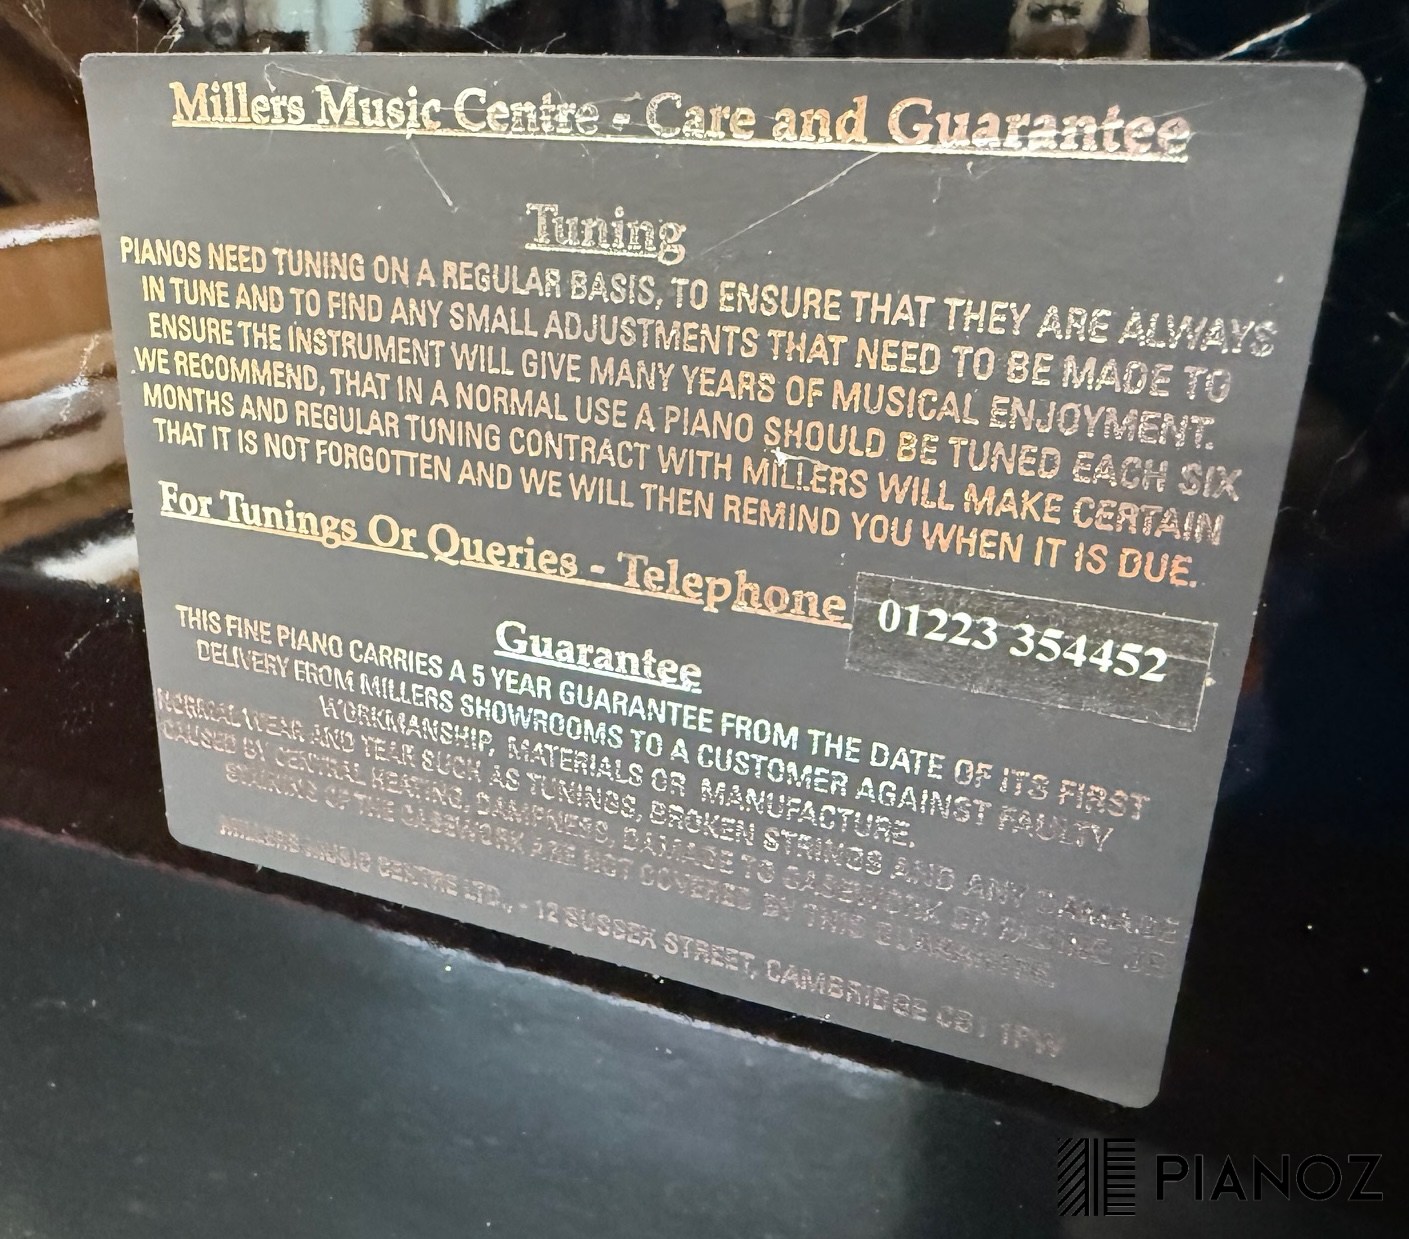 Millers Music Centre - Care and Guarantee
Tuning
PIANOS NEED TUNING ON A REGULAR BASIS, TO ENSURE THAT THEY ARE ALWAYS
IN TUNE AND TO FIND ANY SMALL ADJUSTMENTS THAT NEED TO BE MADE TO
ENSURE THE INSTRUMENT WILL GIVE MANY YEARS OF MUSICAL ENJOYMENT.
WE RECOMMEND, THAT IN A NORMAL USE A PIANO SHOULD BE TUNED EACH SIX
MONTHS AND REGULAR TUNING CONTRACT WITH MILLERS WILL MAKE CERTAIN
THAT IT IS NOT FORGOTTEN AND WE WILL THEN REMIND YOU WHEN IT IS DUE.
For Tunings Or Queries - Telephone 01223 354452
Guarantee
THIS FINE PIANO CARRIES A 5 YEAR GUARANTEE FROM THE DATE OF ITS FIRST
DELIVERY FROM MILLERS SHOWROOMS TO A CUSTOMER AGAINST FAULTY
WORKMANSHIP, MATERIALS OR MANUFACTURE.
NORMAL WEAR AND TEAR SUCH AS TUNINGS, BROKEN STRINGS AND ANY DAMAGE
CAUSED BY CENTRAL HEATING, DAMPNESS, DAMAGE TO CASEWORK OR
OF THE CASEWORK ARE NOT COVERED BY THIS GUARANTEE
MILLERS MUSIC CENTRE LTD., - 12 SUSSEX STREET, CAMBRIDGE CB1 1PW
PIANOZ